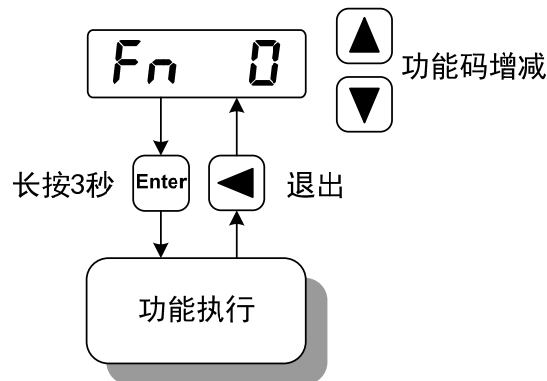 Fn 0
功能码增减
长按3秒
Enter
退出
功能执行